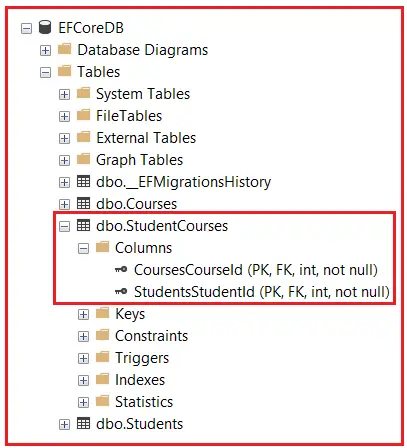 EFCoreDB
Database Diagrams
Tables
System Tables
FileTables
External Tables
Graph Tables
dbo.__EFMigrationsHistory
dbo.Courses
dbo.StudentCourses
Columns
CoursesCourseId (PK, FK, int, not null)
StudentsStudentId (PK, FK, int, not null)
Keys
Constraints
Triggers
Indexes
Statistics
dbo.Students